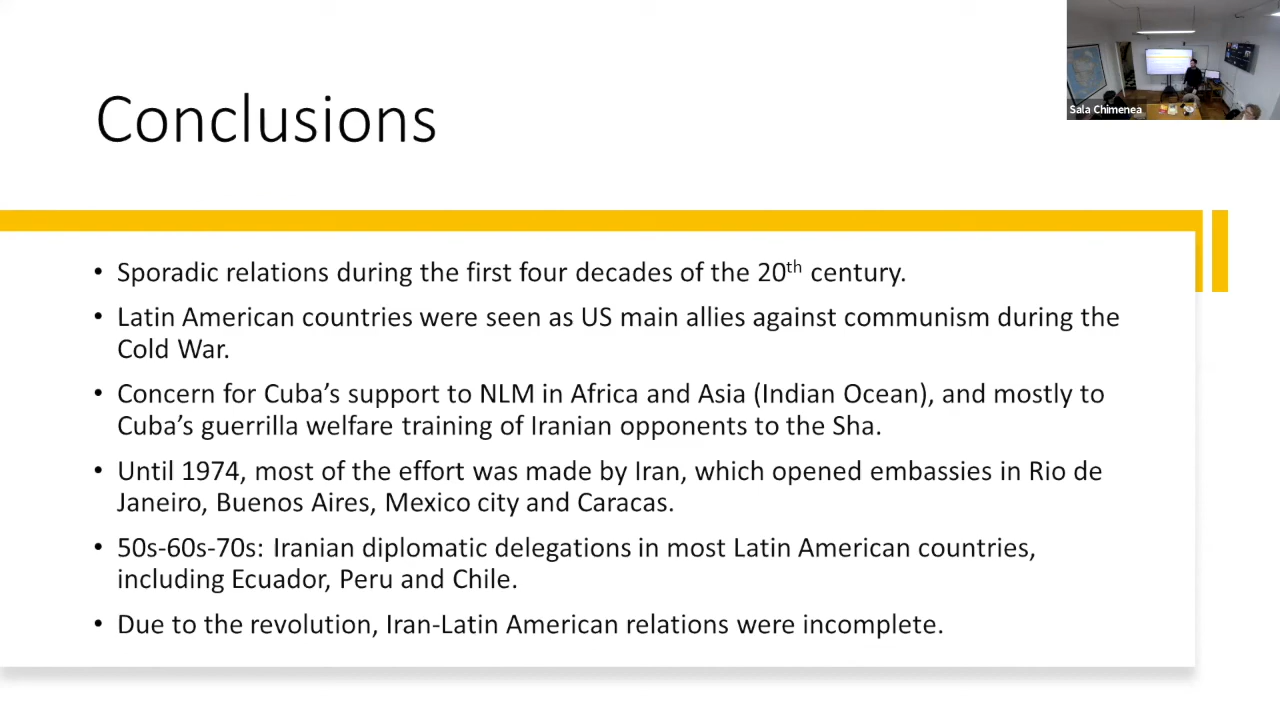 Conclusions
Sala Chimenea
• Sporadic relations during the first four decades of the 20th century.
• Latin American countries were seen as US main allies against communism during the
Cold War.
• Concern for Cuba’s support to NLM in Africa and Asia (Indian Ocean), and mostly to
Cuba’s guerrilla welfare training of Iranian opponents to the Sha.
• Until 1974, most of the effort was made by Iran, which opened embassies in Rio de
Janeiro, Buenos Aires, Mexico city and Caracas.
• 50s-60s-70s: Iranian diplomatic delegations in most Latin American countries,
including Ecuador, Peru and Chile.
• Due to the revolution, Iran-Latin American relations were incomplete.